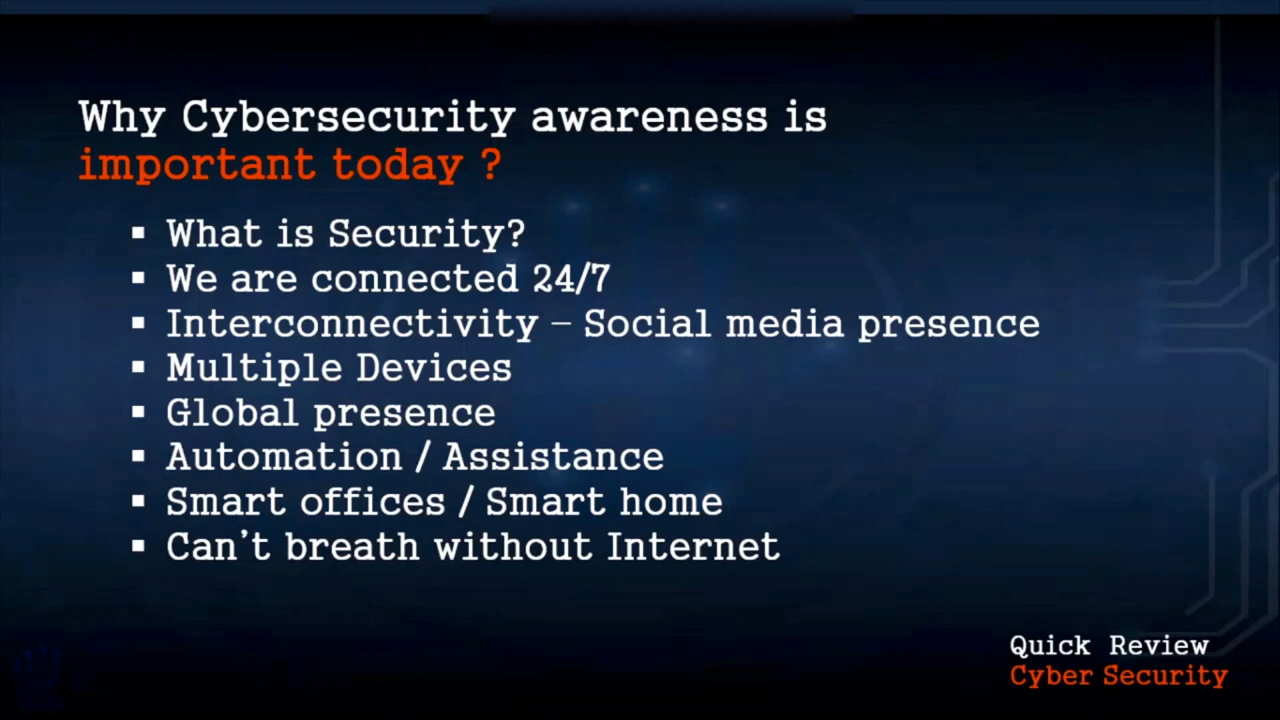 Why Cybersecurity awareness is
important today ?
▪ What is Security?
▪ We are connected 24/7
▪ Interconnectivity – Social media presence
▪ Multiple Devices
▪ Global presence
▪ Automation / Assistance
▪ Smart offices / Smart home
▪ Can't breath without Internet
Quick Review
Cyber Security